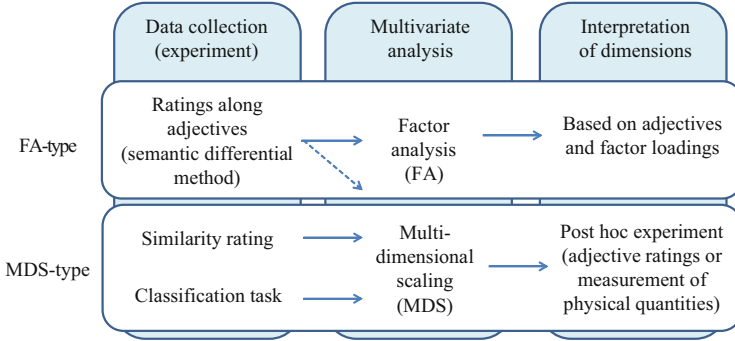 Data collection
(experiment)
Multivariate
analysis
Interpretation
of dimensions
FA-type
Ratings along
adjectives
(semantic differential
method)
Factor
analysis
(FA)
Based on adjectives
and factor loadings
MDS-type
Similarity rating
Classification task
Multi-
dimensional
scaling
(MDS)
Post hoc experiment
(adjective ratings or
measurement of
physical quantities)